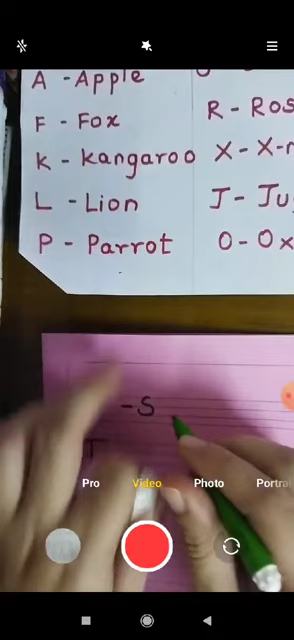 A - Apple
F - Fox R - Ros
K - Kangaroo X - X-r
L - Lion J - Ju
P - Parrot O - Ox
- S
T
Pro Video Photo Portra